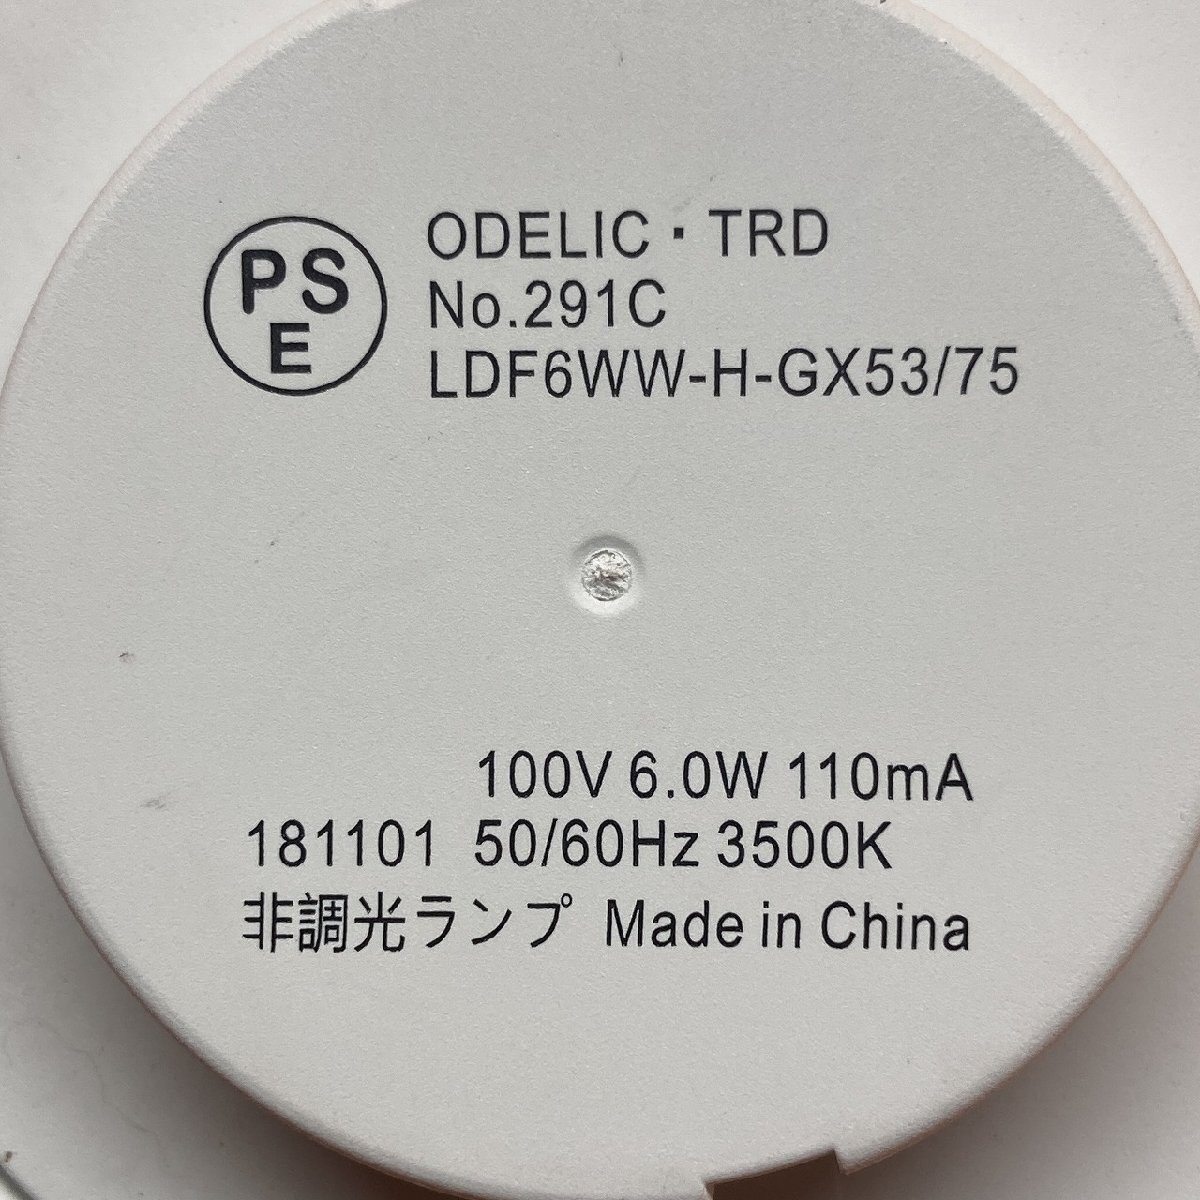 PS
E
ODELIC・TRD
No.291C
LDF6WW-H-GX53/75
100V 6.0W 110mA
181101 50/60Hz 3500K
非調光ランプ Made in China